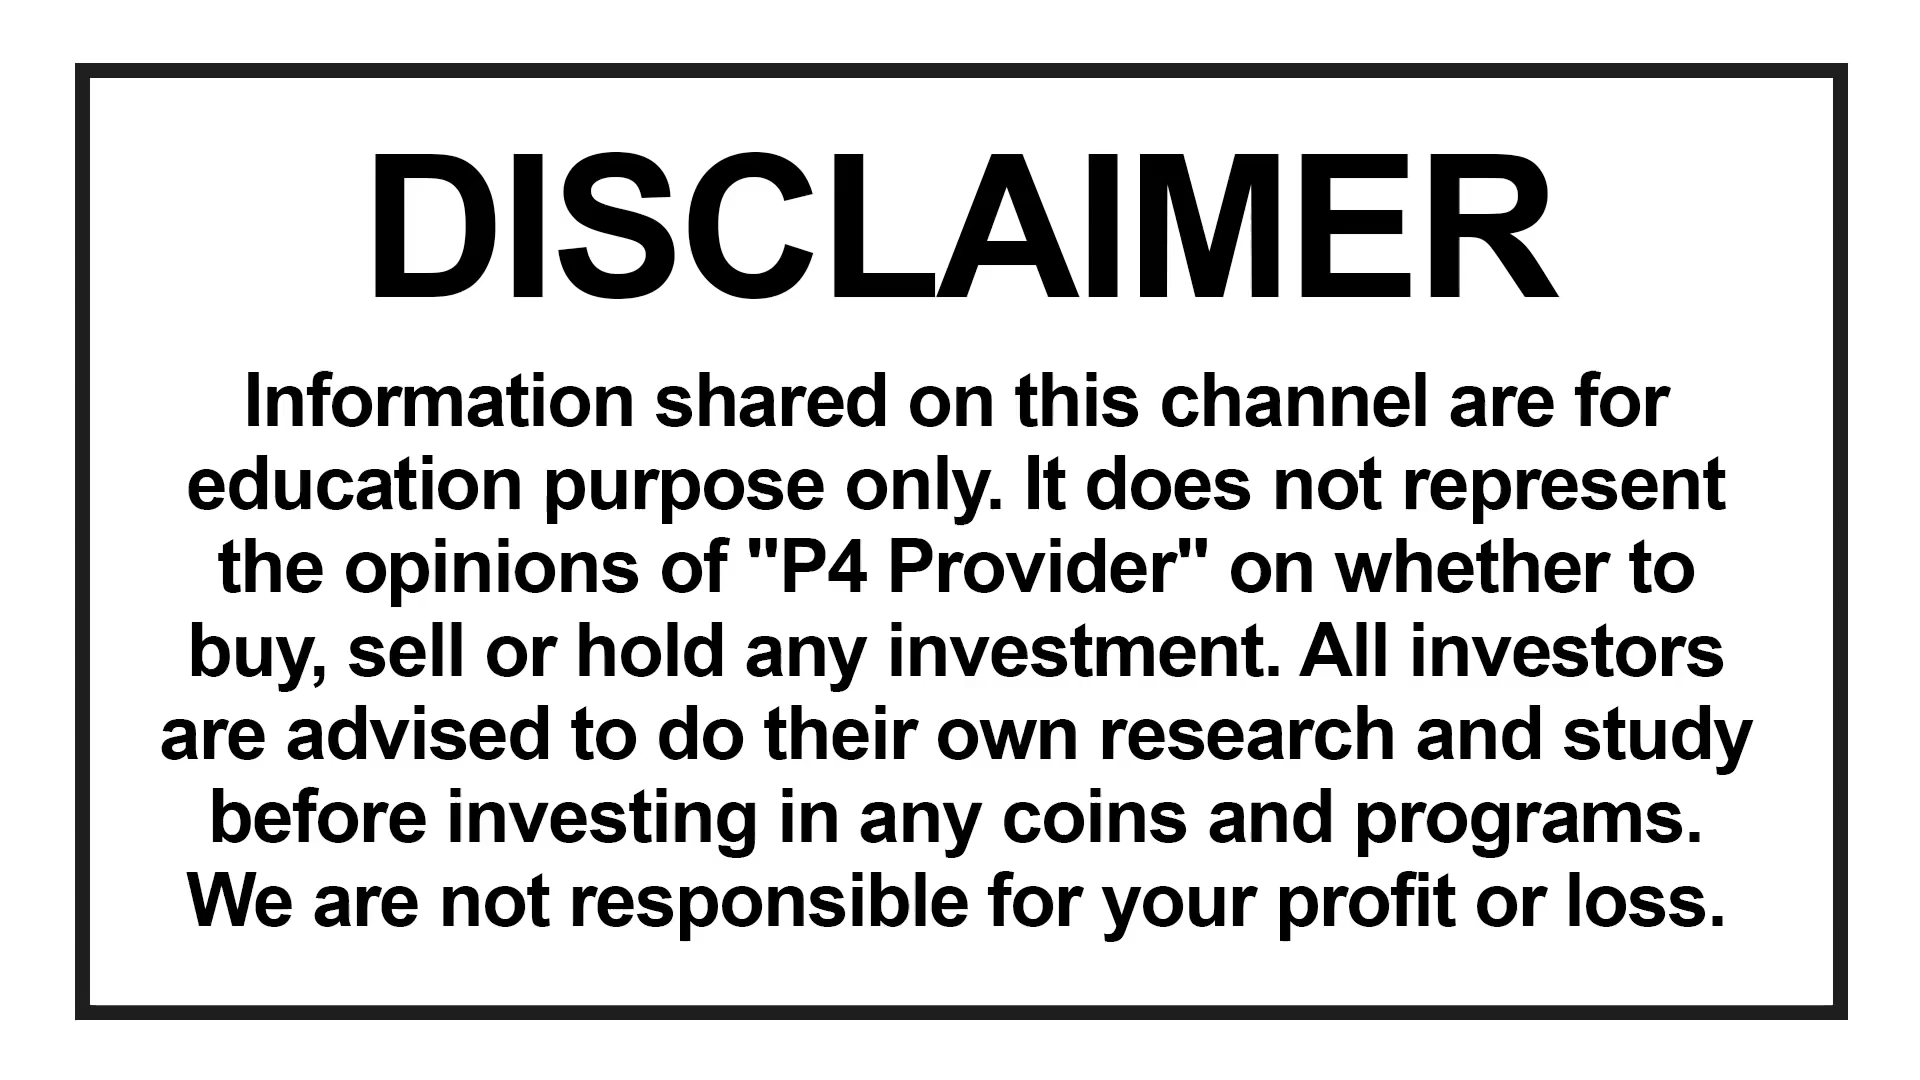 DISCLAIMER
Information shared on this channel are for
education purpose only. It does not represent
the opinions of "P4 Provider" on whether to
buy, sell or hold any investment. All investors
are advised to do their own research and study
before investing in any coins and programs.
We are not responsible for your profit or loss.